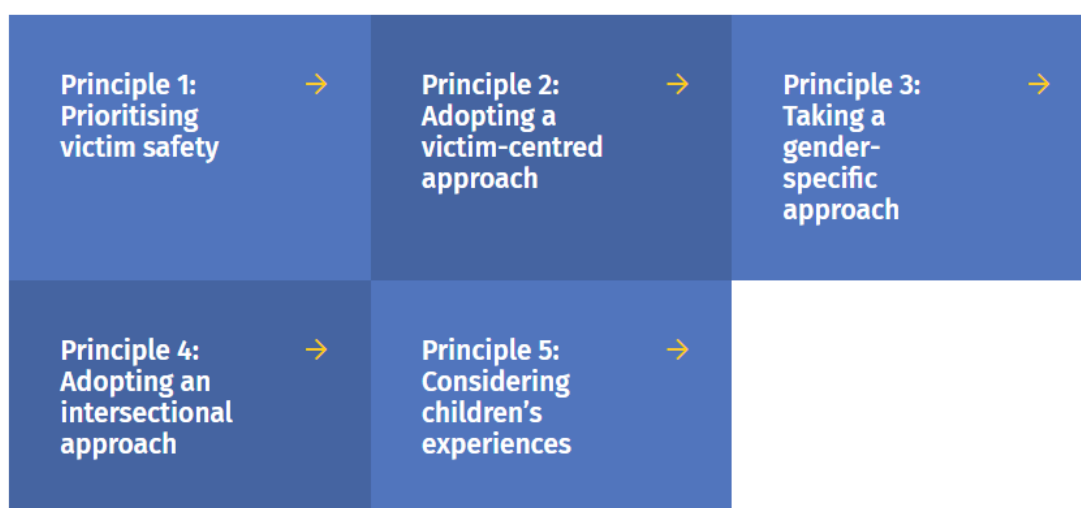 Principle 1:
Prioritising
victim safety
Principle 2:
Adopting a
victim-centred
approach
Principle 3:
Taking a
gender-
specific
approach
Principle 4:
Adopting an
intersectional
approach
Principle 5:
Considering
children’s
experiences